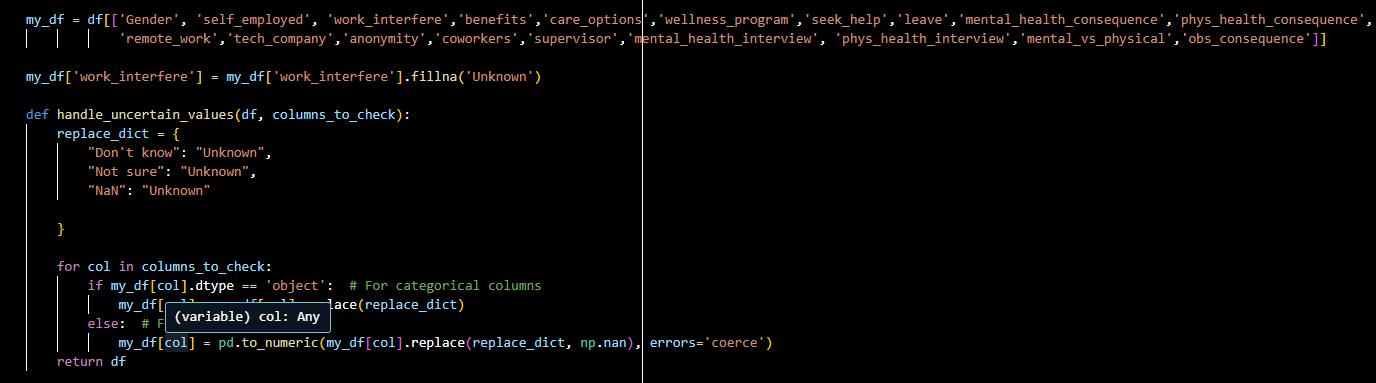 my_df = df[['Gender', 'self_employed', 'work_interfere','benefits','care_options','wellness_program','seek_help','leave','mental_health_consequence','phys_health_consequence',
'remote_work','tech_company','anonymity','coworkers','supervisor','mental_health_interview', 'phys_health_interview','mental_vs_physical','obs_consequence']]
my_df['work_interfere'] = my_df['work_interfere'].fillna('Unknown')
def handle_uncertain_values(df, columns_to_check):
replace_dict = {
"Don't know": "Unknown",
"Not sure": "Unknown",
"NaN": "Unknown"
}
for col in columns_to_check:
if my_df[col].dtype == 'object':  # For categorical columns
my_df[ lace(replace_dict)
(variable) col: Any
else:  # F
my_df[col] = pd.to_numeric(my_df[col].replace(replace_dict, np.nan), errors='coerce')
return df